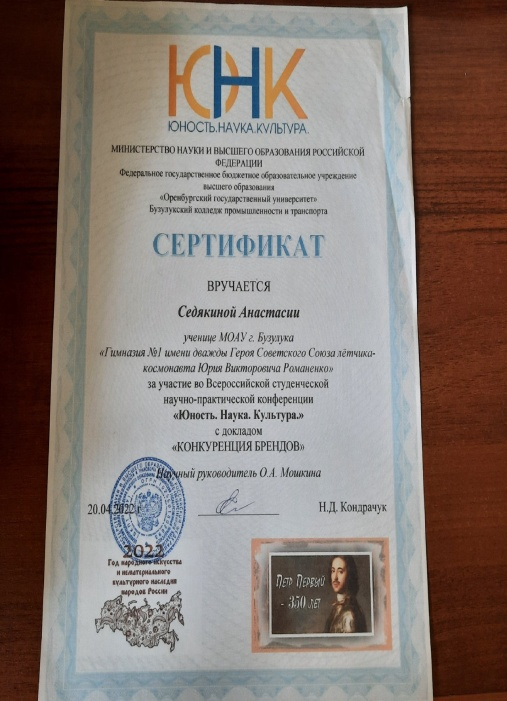 ЮНК
ЮНОСТЬ.НАУКА.КУЛЬТУРА.
МИНИСТЕРСТВО НАУКИ И ВЫСШЕГО ОБРАЗОВАНИЯ РОССИЙСКОЙ
ФЕДЕРАЦИИ
Федеральное государственное бюджетное образовательное учреждение
высшего образования
«Оренбургский государственный университет»
Бузулукский колледж промышленности и транспорта
СЕРТИФИКАТ
ВРУЧАЕТСЯ
Седякиной Анастасии
ученице МОАУ г. Бузулука
«Гимназия №1 имени дважды Героя Советского Союза лётчика-
космонавта Юрия Викторовича Романенко»
за участие во Всероссийской студенческой
научно-практической конференции
«Юность. Наука. Культура.»
с докладом
«КОНКУРЕНЦИЯ БРЕНДОВ»
Научный руководитель О.А. Мошкина
20.04.2022 г.
Н.Д. Кондрачук
2022
Год народного искусства
и нематериального
культурного наследия
народов России
Петр Первый
- 350 лет